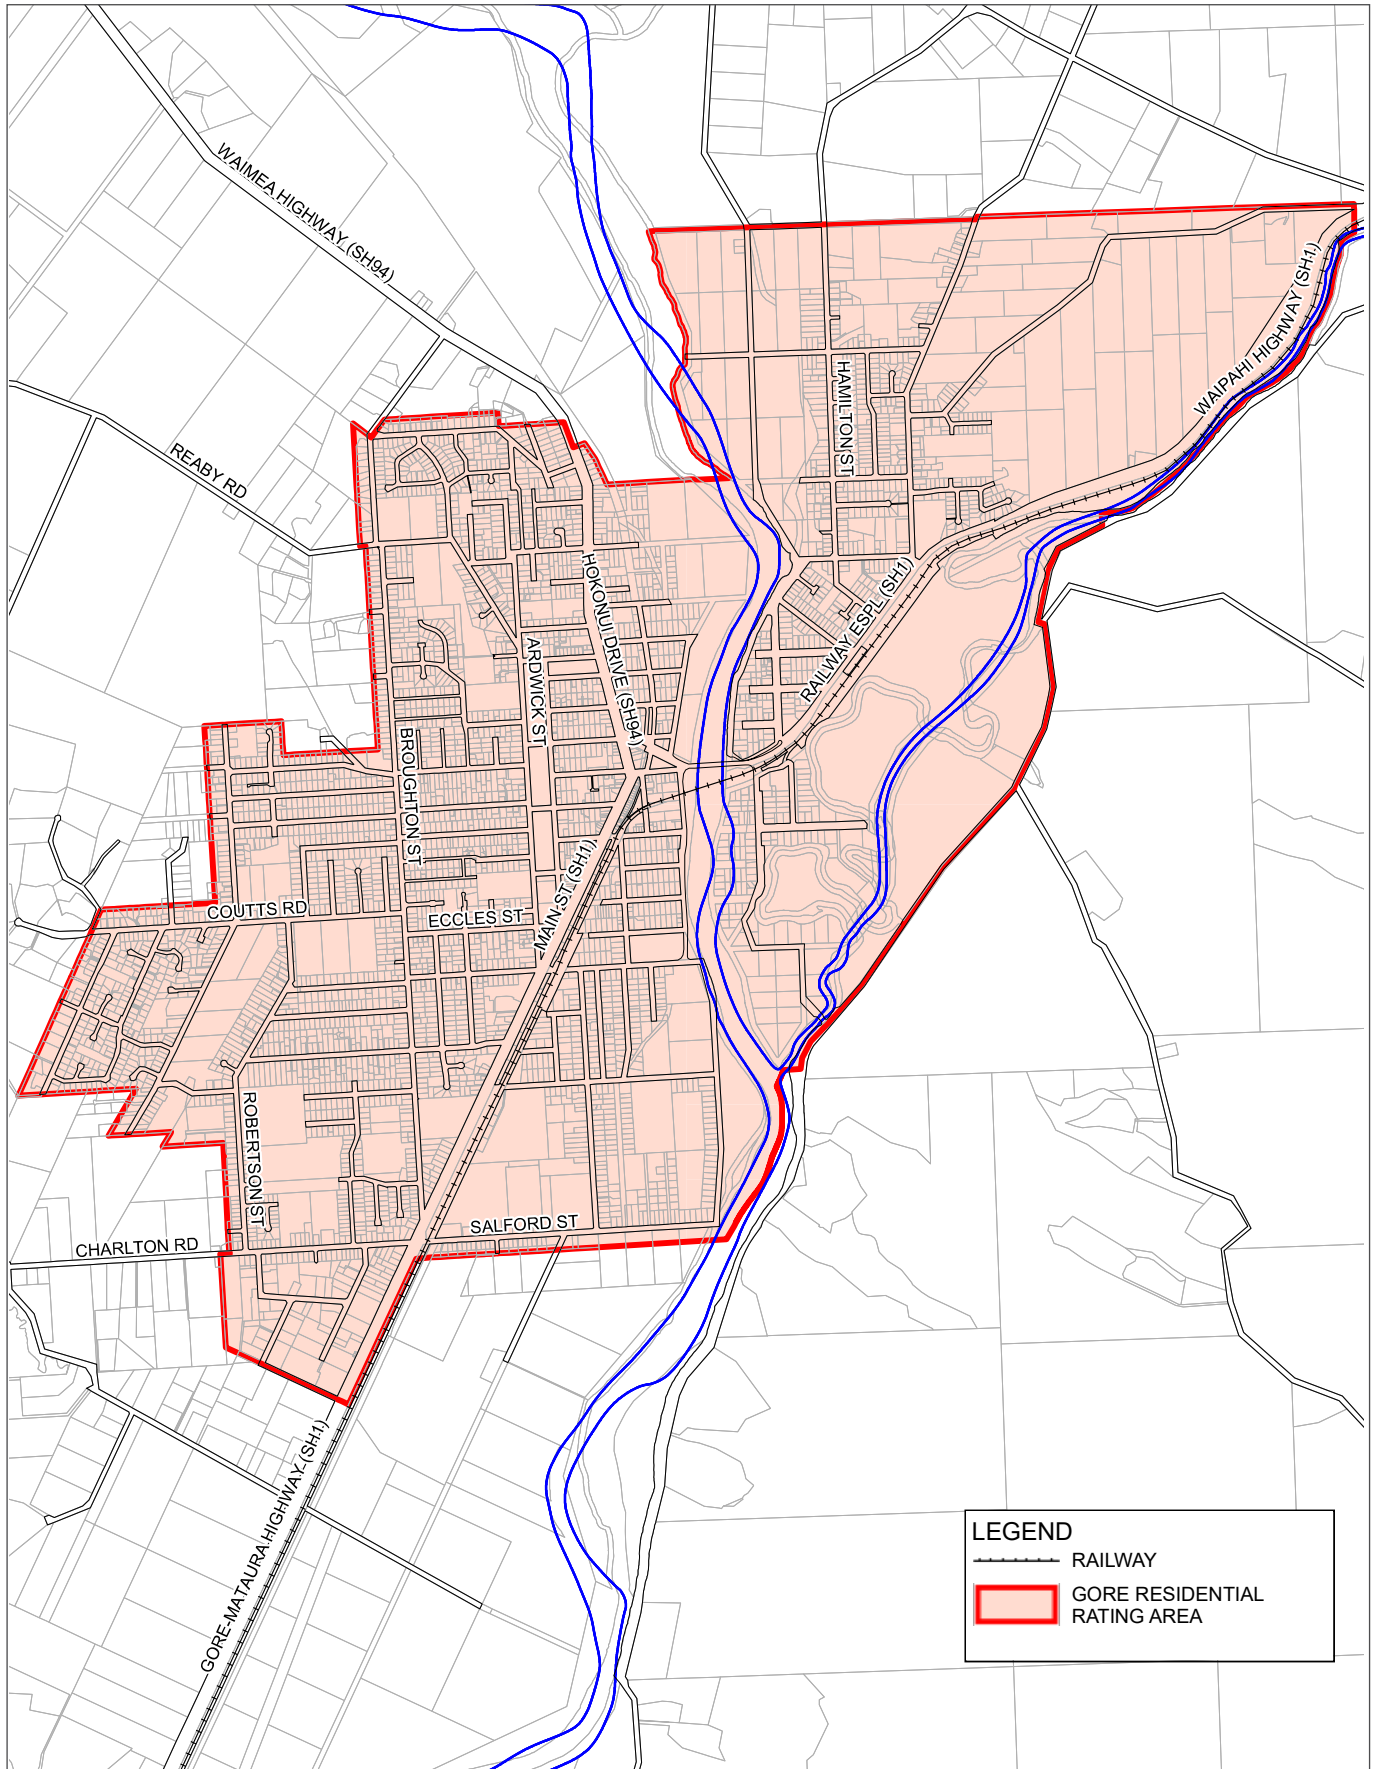 WAIMEA HIGHWAY (SH94)
WAIPAHI HIGHWAY (SH1)
HAMILTON ST
REABY RD
HOKONUI DRIVE (SH94)
RAILWAY ESPL (SH1)
ARDWICK ST
BROUGHTON ST
MAIN ST (SH1)
COUTTS RD
ECCLES ST
ROBERTSON ST
SALFORD ST
CHARLTON RD
GORE-MATAURA HIGHWAY (SH1)
LEGEND
RAILWAY
GORE RESIDENTIAL
RATING AREA